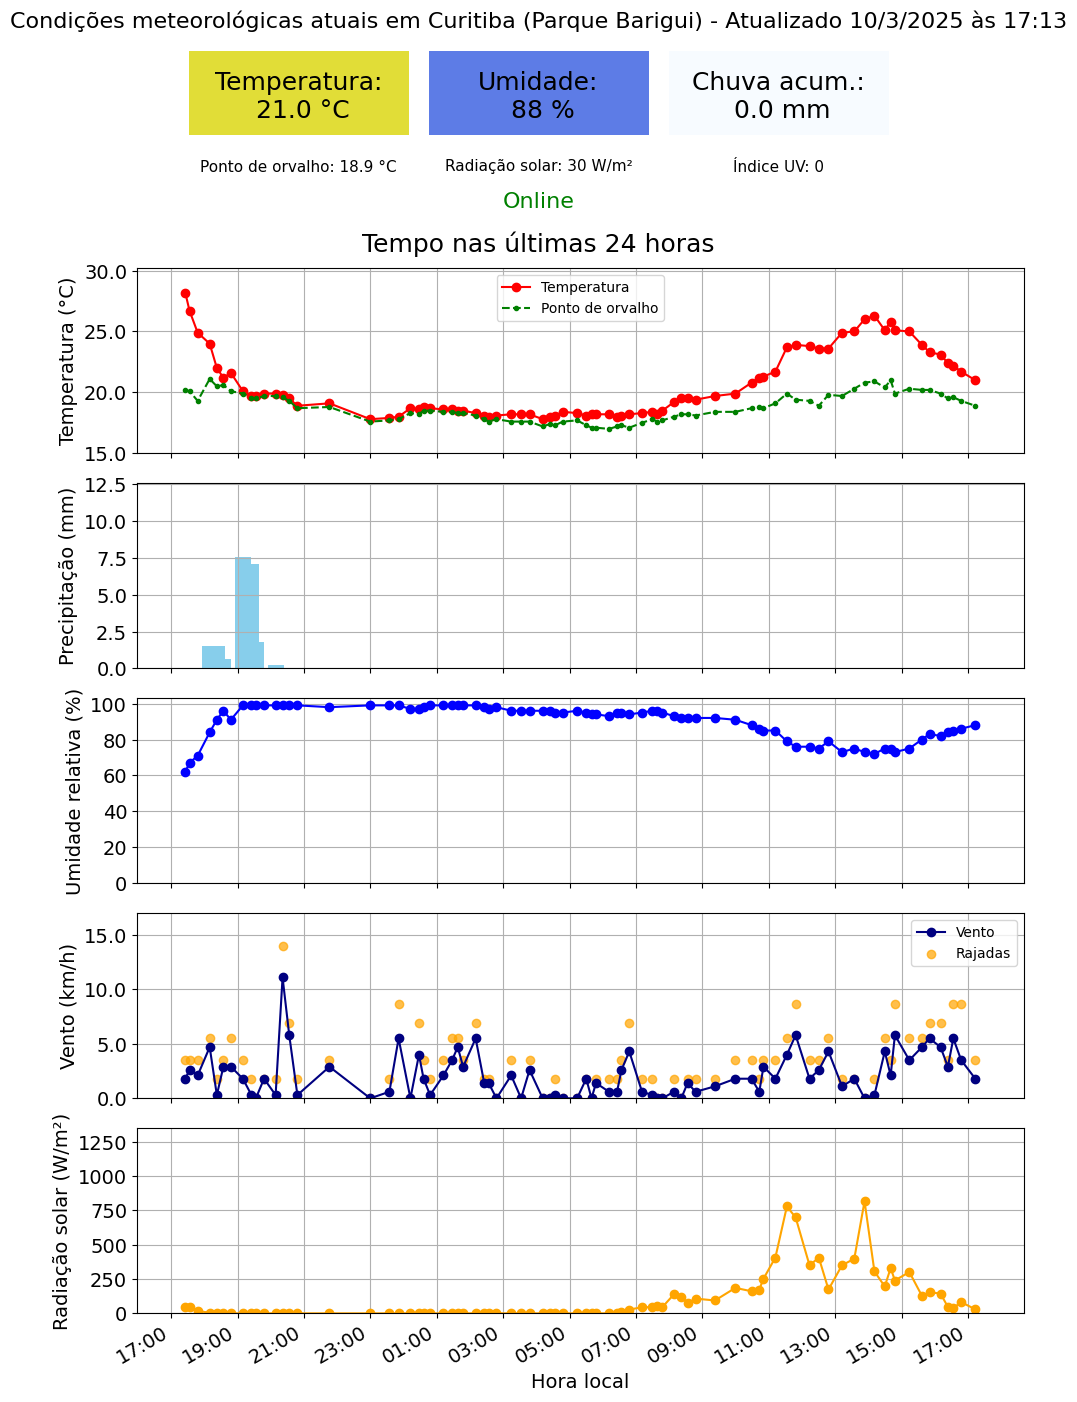 Condições meteorológicas atuais em Curitiba (Parque Barigui) - Atualizado 10/3/2025 às 17:13
Temperatura:
21.0 °C
Umidade:
88 %
Chuva acum.:
0.0 mm
Ponto de orvalho: 18.9 °C
Radiação solar: 30 W/m²
Índice UV: 0
Online
Tempo nas últimas 24 horas
Temperatura (°C)
30.0
25.0
20.0
15.0
Temperatura
Ponto de orvalho
Precipitação (mm)
12.5
10.0
7.5
5.0
2.5
0.0
Umidade relativa (%)
100
80
60
40
20
0
Vento (km/h)
15.0
10.0
5.0
0.0
Vento
Rajadas
Radiação solar (W/m²)
1250
1000
750
500
250
0
17:00
19:00
21:00
23:00
01:00
03:00
05:00
07:00
09:00
11:00
13:00
15:00
17:00
Hora local